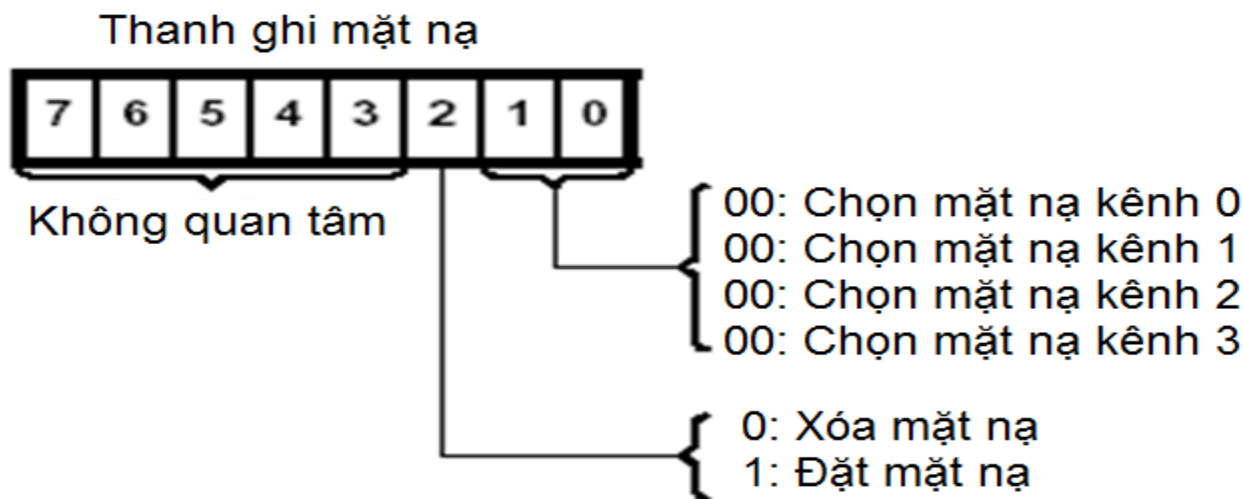 Thanh ghi mặt nạ
7 6 5 4 3 2 1 0
Không quan tâm
00: Chọn mặt nạ kênh 0
00: Chọn mặt nạ kênh 1
00: Chọn mặt nạ kênh 2
00: Chọn mặt nạ kênh 3
0: Xóa mặt nạ
1: Đặt mặt nạ